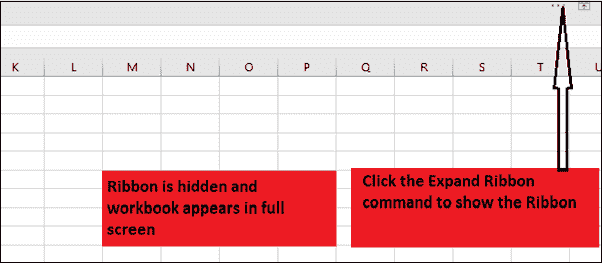 ...
K L M N O P Q R S T U
Ribbon is hidden and
workbook appears in full
screen
Click the Expand Ribbon
command to show the Ribbon